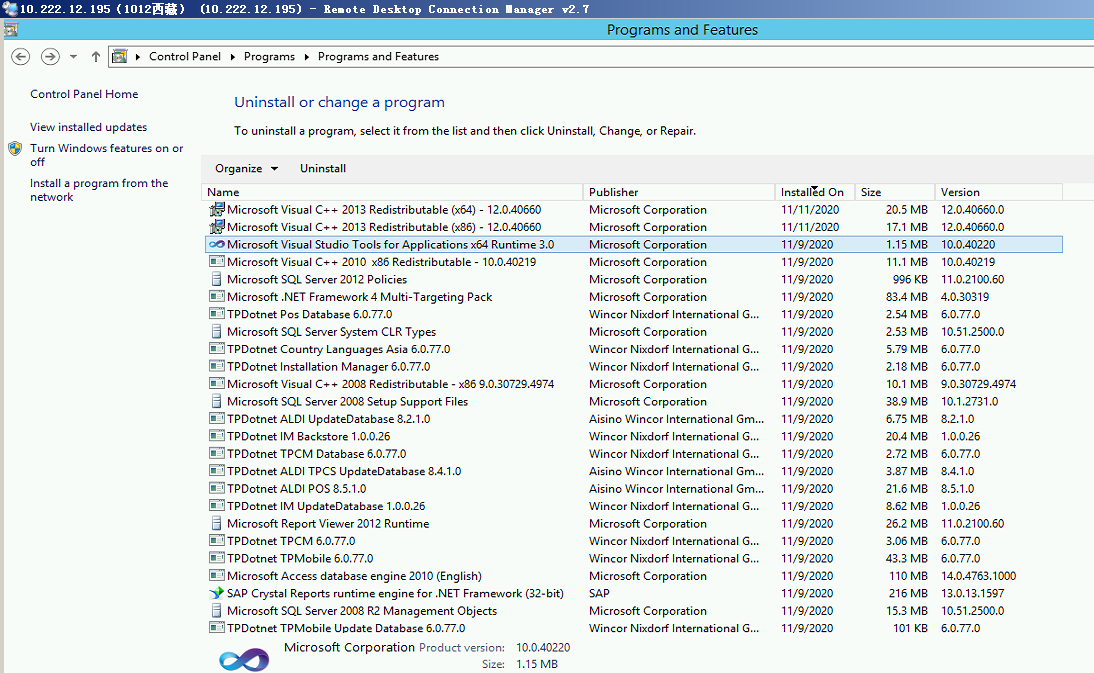 10.222.12.195（1012西藏） (10.222.12.195) - Remote Desktop Connection Manager v2.7
Programs and Features
Control Panel Programs Programs and Features
Control Panel Home
View installed updates
Turn Windows features on or
off
Install a program from the
network
Uninstall or change a program
To uninstall a program, select it from the list and then click Uninstall, Change, or Repair.
Organize Uninstall
Name Publisher Installed On Size Version
Microsoft Visual C++ 2013 Redistributable (x64) - 12.0.40660 Microsoft Corporation 11/11/2020 20.5 MB 12.0.40660.0
Microsoft Visual C++ 2013 Redistributable (x86) - 12.0.40660 Microsoft Corporation 11/11/2020 17.1 MB 12.0.40660.0
Microsoft Visual Studio Tools for Applications x64 Runtime 3.0 Microsoft Corporation 11/9/2020 1.15 MB 10.0.40220
Microsoft Visual C++ 2010  x86 Redistributable - 10.0.40219 Microsoft Corporation 11/9/2020 11.1 MB 10.0.40219
Microsoft SQL Server 2012 Policies Microsoft Corporation 11/9/2020 996 KB 11.0.2100.60
Microsoft .NET Framework 4 Multi-Targeting Pack Microsoft Corporation 11/9/2020 83.4 MB 4.0.30319
TPDotnet Pos Database 6.0.77.0 Wincor Nixdorf International G... 11/9/2020 2.54 MB 6.0.77.0
Microsoft SQL Server System CLR Types Microsoft Corporation 11/9/2020 2.53 MB 10.51.2500.0
TPDotnet Country Languages Asia 6.0.77.0 Wincor Nixdorf International G... 11/9/2020 5.79 MB 6.0.77.0
TPDotnet Installation Manager 6.0.77.0 Wincor Nixdorf International G... 11/9/2020 2.18 MB 6.0.77.0
Microsoft Visual C++ 2008 Redistributable - x86 9.0.30729.4974 Microsoft Corporation 11/9/2020 10.1 MB 9.0.30729.4974
Microsoft SQL Server 2008 Setup Support Files Microsoft Corporation 11/9/2020 38.9 MB 10.1.2731.0
TPDotnet ALDI UpdateDatabase 8.2.1.0 Aisino Wincor International Gm... 11/9/2020 6.75 MB 8.2.1.0
TPDotnet IM Backstore 1.0.0.26 Wincor Nixdorf International G... 11/9/2020 20.4 MB 1.0.0.26
TPDotnet TPCM Database 6.0.77.0 Wincor Nixdorf International G... 11/9/2020 2.72 MB 6.0.77.0
TPDotnet ALDI TPCS UpdateDatabase 8.4.1.0 Aisino Wincor International Gm... 11/9/2020 3.87 MB 8.4.1.0
TPDotnet ALDI POS 8.5.1.0 Aisino Wincor International Gm... 11/9/2020 21.6 MB 8.5.1.0
TPDotnet IM UpdateDatabase 1.0.0.26 Wincor Nixdorf International G... 11/9/2020 8.62 MB 1.0.0.26
Microsoft Report Viewer 2012 Runtime Microsoft Corporation 11/9/2020 26.2 MB 11.0.2100.60
TPDotnet TPCM 6.0.77.0 Wincor Nixdorf International G... 11/9/2020 3.06 MB 6.0.77.0
TPDotnet TPMobile 6.0.77.0 Wincor Nixdorf International G... 11/9/2020 43.3 MB 6.0.77.0
Microsoft Access database engine 2010 (English) Microsoft Corporation 11/9/2020 110 MB 14.0.4763.1000
SAP Crystal Reports runtime engine for .NET Framework (32-bit) SAP 11/9/2020 216 MB 13.0.13.1597
Microsoft SQL Server 2008 R2 Management Objects Microsoft Corporation 11/9/2020 15.3 MB 10.51.2500.0
TPDotnet TPMobile Update Database 6.0.77.0 Wincor Nixdorf International G... 11/9/2020 101 KB 6.0.77.0
Microsoft Corporation Product version: 10.0.40220
Size: 1.15 MB